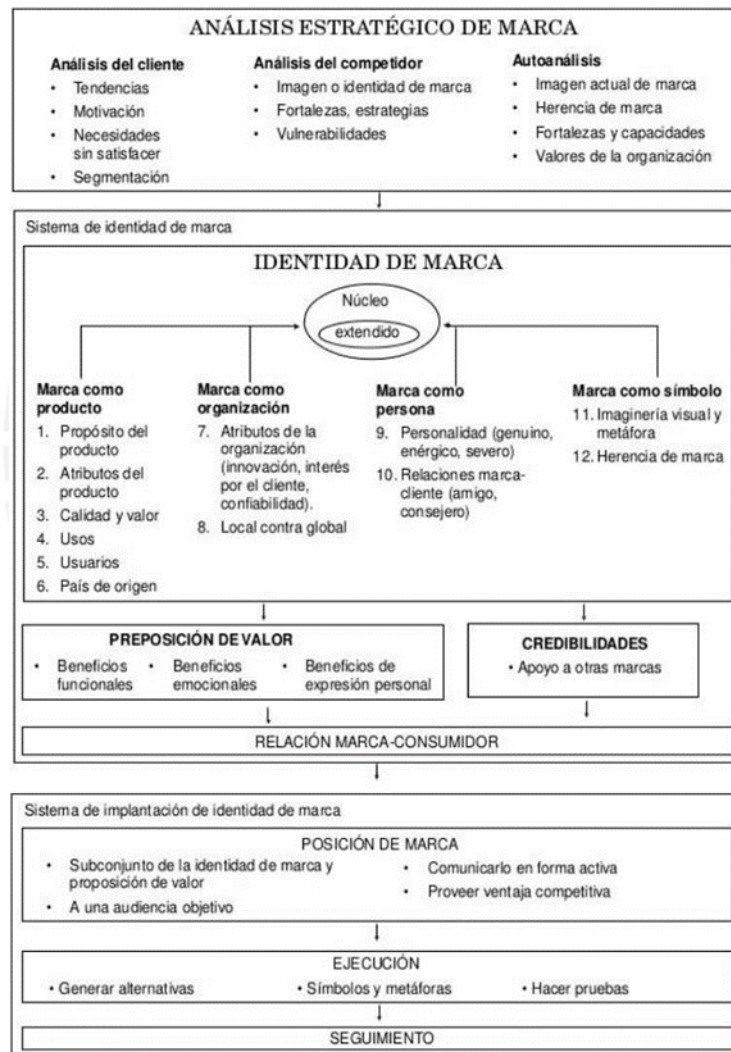 ANÁLISIS ESTRATÉGICO DE MARCA
Análisis del cliente
• Tendencias
• Motivación
• Necesidades
sin satisfacer
• Segmentación
Análisis del competidor
• Imagen o identidad de marca
• Fortalezas, estrategias
• Vulnerabilidades
Autoanálisis
• Imagen actual de marca
• Herencia de marca
• Fortalezas y capacidades
• Valores de la organización
Sistema de identidad de marca
IDENTIDAD DE MARCA
Núcleo
extendido
Marca como
producto
1. Propósito del
producto
2. Atributos del
producto
3. Calidad y valor
4. Usos
5. Usuarios
6. País de origen
Marca como
organización
7. Atributos de la
organización
(innovación, interés
por el cliente,
confiabilidad).
8. Local contra global
Marca como
persona
9. Personalidad (genuino,
enérgico, severo)
10. Relaciones marca-
cliente (amigo,
consejero)
Marca como símbolo
11. Imaginería visual y
metáfora
12. Herencia de marca
PREPOSICIÓN DE VALOR
• Beneficios
funcionales
• Beneficios
emocionales
• Beneficios de
expresión personal
CREDIBILIDADES
• Apoyo a otras marcas
RELACIÓN MARCA-CONSUMIDOR
Sistema de implantación de identidad de marca
POSICIÓN DE MARCA
• Subconjunto de la identidad de marca y
proposición de valor
• A una audiencia objetivo
• Comunicarlo en forma activa
• Proveer ventaja competitiva
EJECUCIÓN
• Generar alternativas
• Símbolos y metáforas
• Hacer pruebas
SEGUIMIENTO